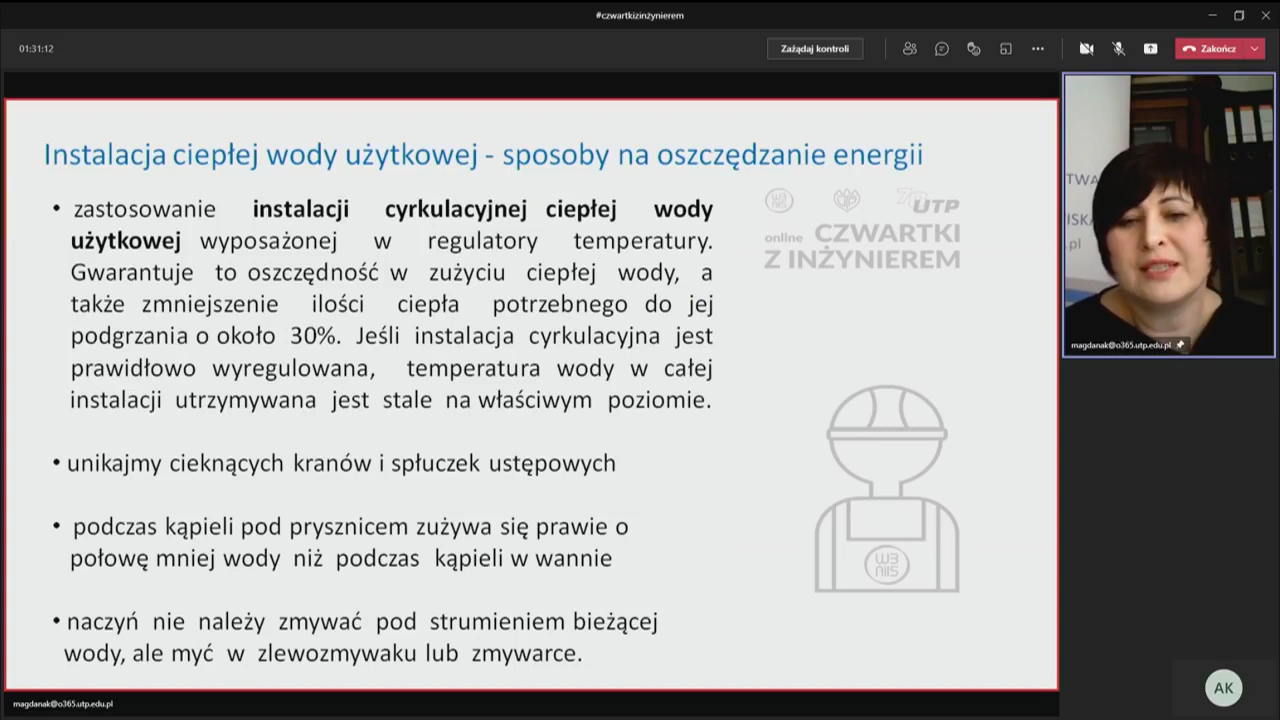 #czwartkizinżynierem
01:31:12
Zażądaj kontroli
Zakończ
Instalacja ciepłej wody użytkowej - sposoby na oszczędzanie energii
• zastosowanie instalacji cyrkulacyjnej ciepłej wody
użytkowej wyposażonej w regulatory temperatury.
Gwarantuje to oszczędność w zużyciu ciepłej wody, a
także zmniejszenie ilości ciepła potrzebnego do jej
podgrzania o około 30%. Jeśli instalacja cyrkulacyjna jest
prawidłowo wyregulowana, temperatura wody w całej
instalacji utrzymywana jest stale na właściwym poziomie.
• unikajmy cieknących kranów i spłuczek ustępowych
• podczas kąpieli pod prysznicem zużywa się prawie o
połowę mniej wody niż podczas kąpieli w wannie
• naczyń nie należy zmywać pod strumieniem bieżącej
wody, ale myć w zlewozmywaku lub zmywarce.
70 UTP
online CZWARTKI
Z INŻYNIEREM
TWA
ISKA
.pl
magdanak@o365.utp.edu.pl
magdanak@o365.utp.edu.pl
AK